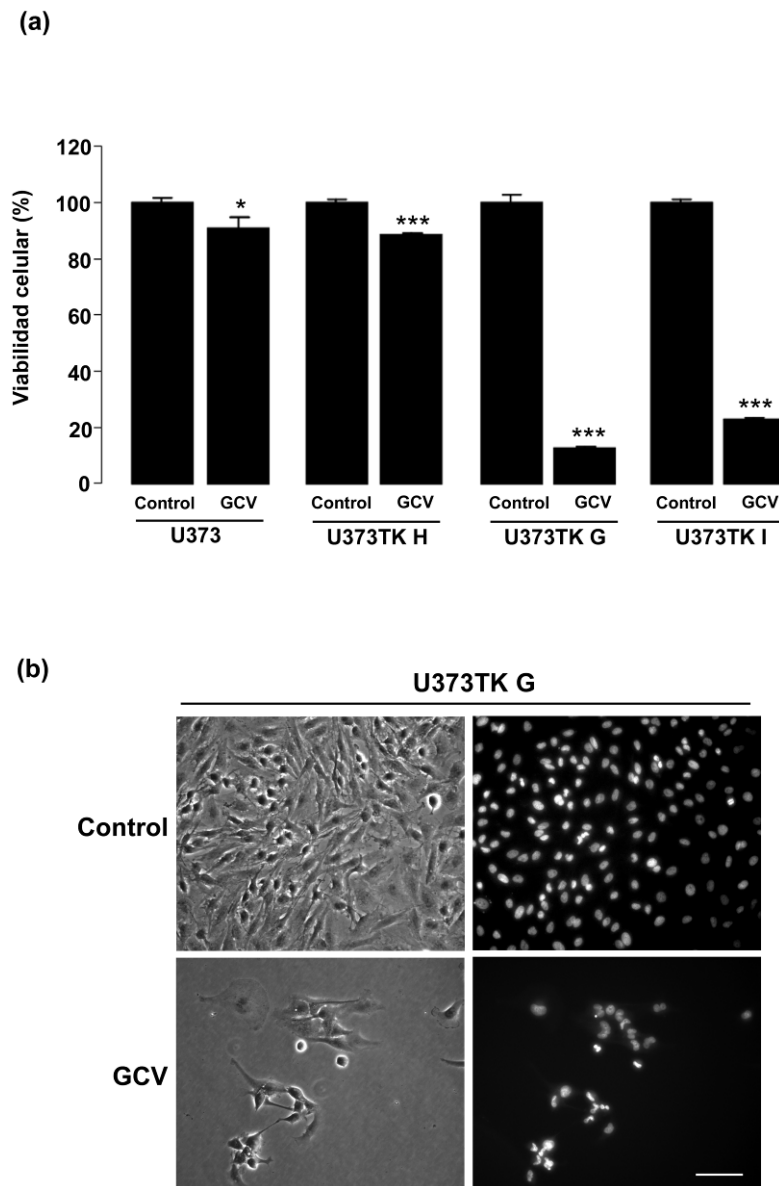 (a)
Viabilidad celular (%)
120
100
80
60
40
20
0
*
***
***
***
Control GCV Control GCV Control GCV Control GCV
U373 U373TK H U373TK G U373TK I
(b)
U373TK G
Control
GCV